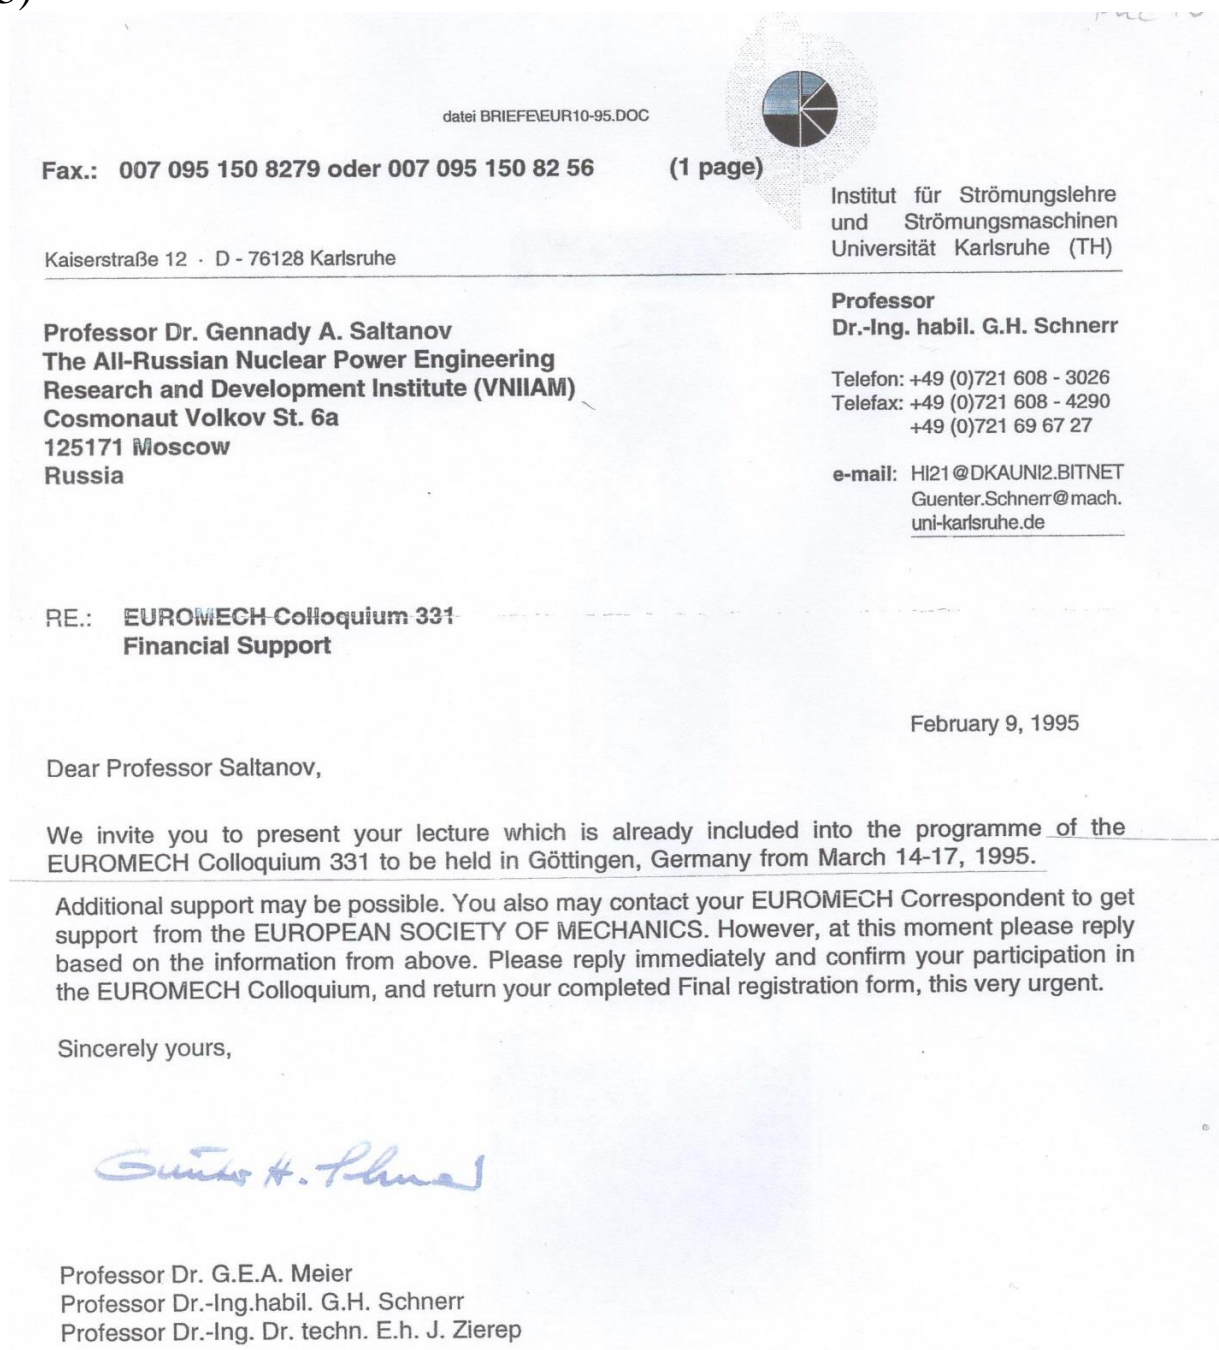 datei BRIEFE\EUR10-95.DOC
Fax.: 007 095 150 8279 oder 007 095 150 82 56 (1 page)
Institut für Strömungslehre
und Strömungsmaschinen
Universität Karlsruhe (TH)
Kaiserstraße 12 · D - 76128 Karlsruhe
Professor
Dr.-Ing. habil. G.H. Schnerr
Telefon: +49 (0)721 608 - 3026
Telefax: +49 (0)721 608 - 4290
+49 (0)721 69 67 27
e-mail: HI21@DKAUNI2.BITNET
Guenter.Schnerr@mach.
uni-karlsruhe.de
Professor Dr. Gennady A. Saltanov
The All-Russian Nuclear Power Engineering
Research and Development Institute (VNIIAM)
Cosmonaut Volkov St. 6a
125171 Moscow
Russia
RE.: EUROMECH Colloquium 331
Financial Support
February 9, 1995
Dear Professor Saltanov,
We invite you to present your lecture which is already included into the programme of the
EUROMECH Colloquium 331 to be held in Göttingen, Germany from March 14-17, 1995.
Additional support may be possible. You also may contact your EUROMECH Correspondent to get
support from the EUROPEAN SOCIETY OF MECHANICS. However, at this moment please reply
based on the information from above. Please reply immediately and confirm your participation in
the EUROMECH Colloquium, and return your completed Final registration form, this very urgent.
Sincerely yours,
Professor Dr. G.E.A. Meier
Professor Dr.-Ing.habil. G.H. Schnerr
Professor Dr.-Ing. Dr. techn. E.h. J. Zierep